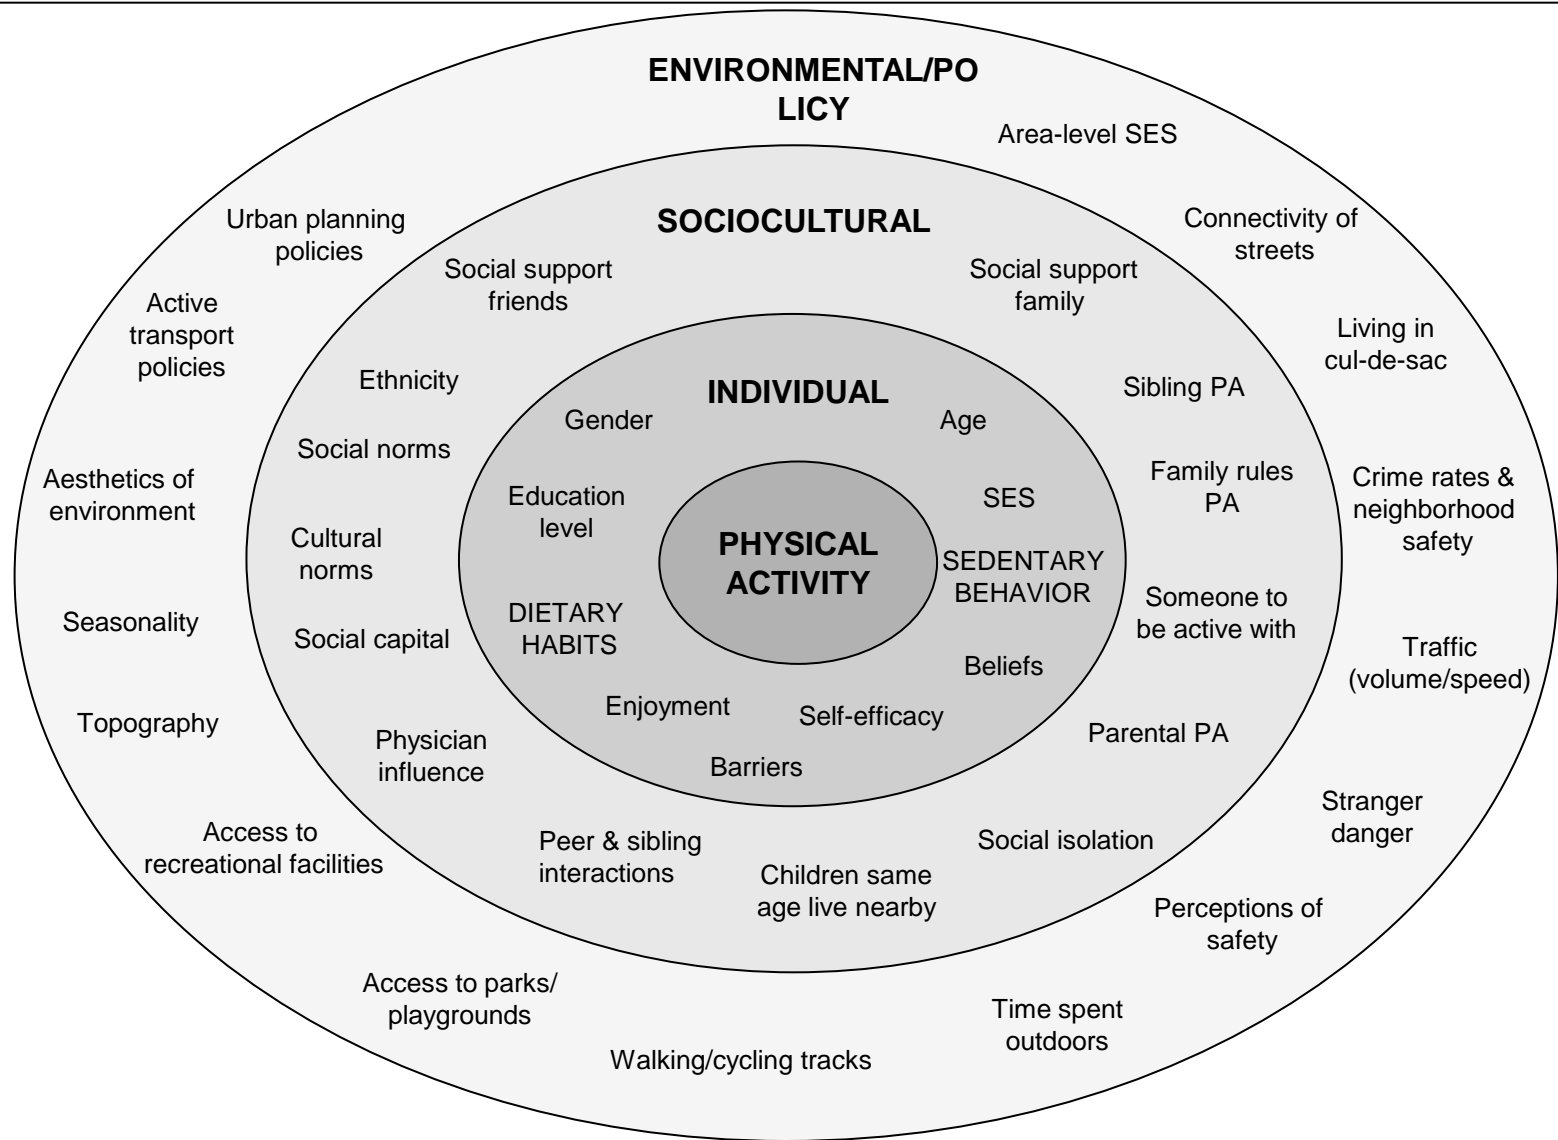 ENVIRONMENTAL/PO
LICY
Area-level SES
Urban planning
policies
Connectivity of
streets
Active
transport
policies
Living in
cul-de-sac
Aesthetics of
environment
Crime rates &
neighborhood
safety
Seasonality
Traffic
(volume/speed)
Topography
Stranger
danger
Access to
recreational facilities
Perceptions of
safety
Access to parks/
playgrounds
Time spent
outdoors
Walking/cycling tracks
SOCIOCULTURAL
Social support
friends
Social support
family
Ethnicity
Sibling PA
Social norms
Family rules
PA
Cultural
norms
Someone to
be active with
Social capital
Parental PA
Physician
influence
Social isolation
Peer & sibling
interactions
Children same
age live nearby
INDIVIDUAL
Gender
Age
Education
level
SES
SEDENTARY
BEHAVIOR
DIETARY
HABITS
Beliefs
Enjoyment
Self-efficacy
Barriers
PHYSICAL
ACTIVITY